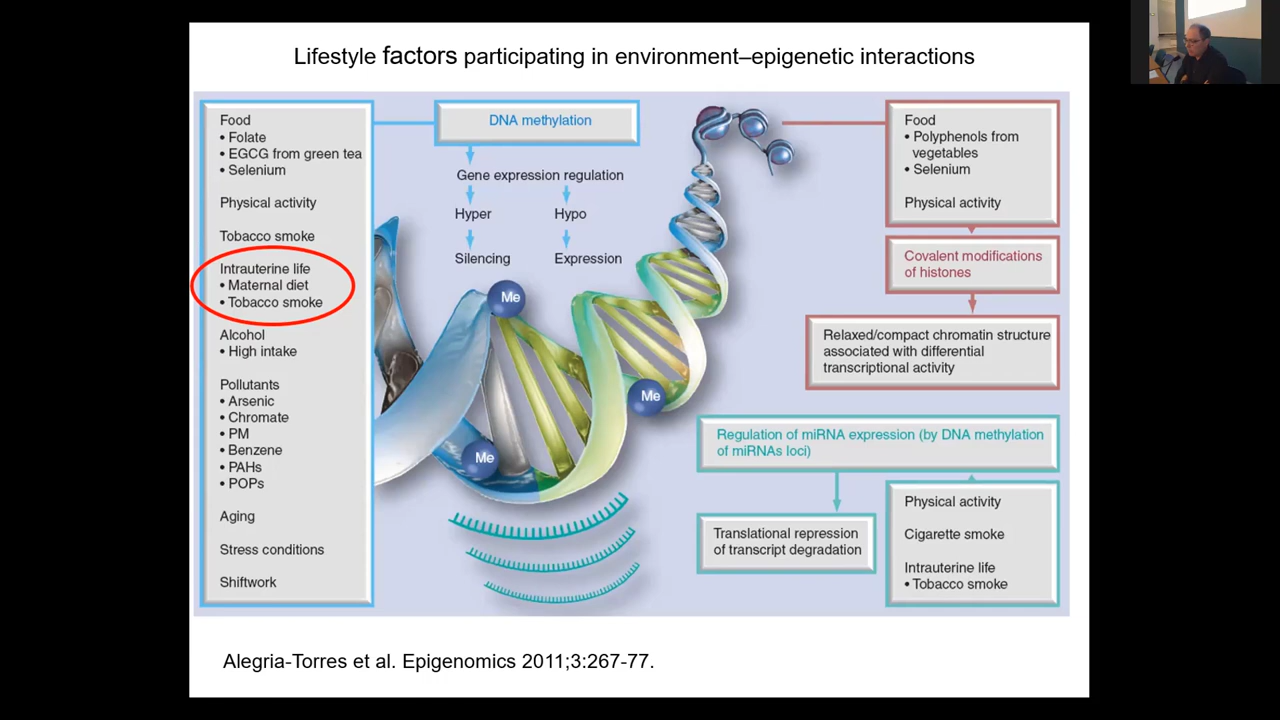 Lifestyle factors participating in environment–epigenetic interactions
Food
• Folate
• EGCG from green tea
• Selenium
Physical activity
Tobacco smoke
Intrauterine life
• Maternal diet
• Tobacco smoke
Alcohol
• High intake
Pollutants
• Arsenic
• Chromate
• PM
• Benzene
• PAHs
• POPs
Aging
Stress conditions
Shiftwork
DNA methylation
Gene expression regulation
Hyper
Hypo
Silencing
Expression
Me
Me
Me
Food
• Polyphenols from
vegetables
• Selenium
Physical activity
Covalent modifications
of histones
Relaxed/compact chromatin structure
associated with differential
transcriptional activity
Regulation of miRNA expression (by DNA methylation
of miRNAs loci)
Translational repression
of transcript degradation
Physical activity
Cigarette smoke
Intrauterine life
• Tobacco smoke
Alegria-Torres et al. Epigenomics 2011;3:267-77.